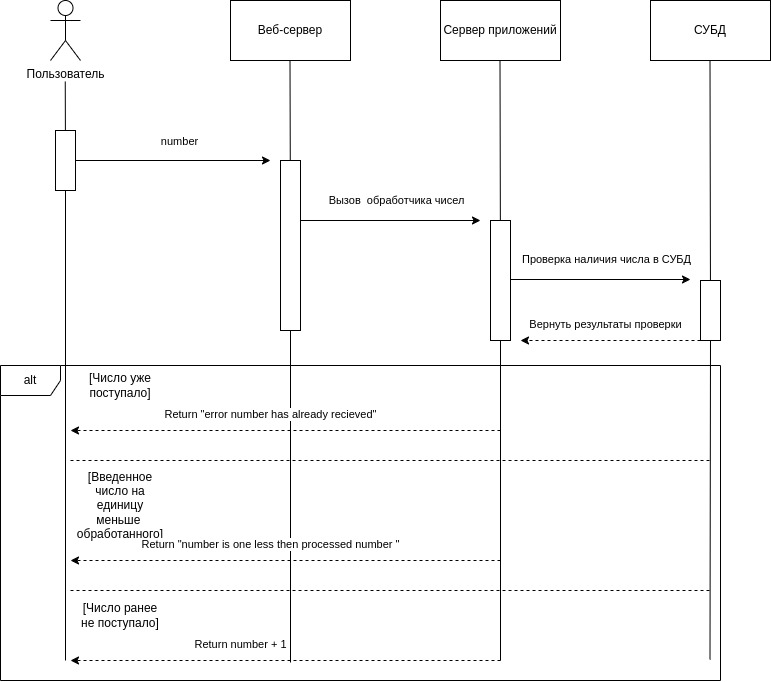 Пользователь
Веб-сервер
Сервер приложений
СУБД
number
Вызов обработчика чисел
Проверка наличия числа в СУБД
Вернуть результаты проверки
alt
[Число уже
поступало]
Return "error number has already recieved"
[Введенное
число на
единицу
меньше
обработанного]
Return "number is one less then processed number "
[Число ранее
не поступало]
Return number + 1